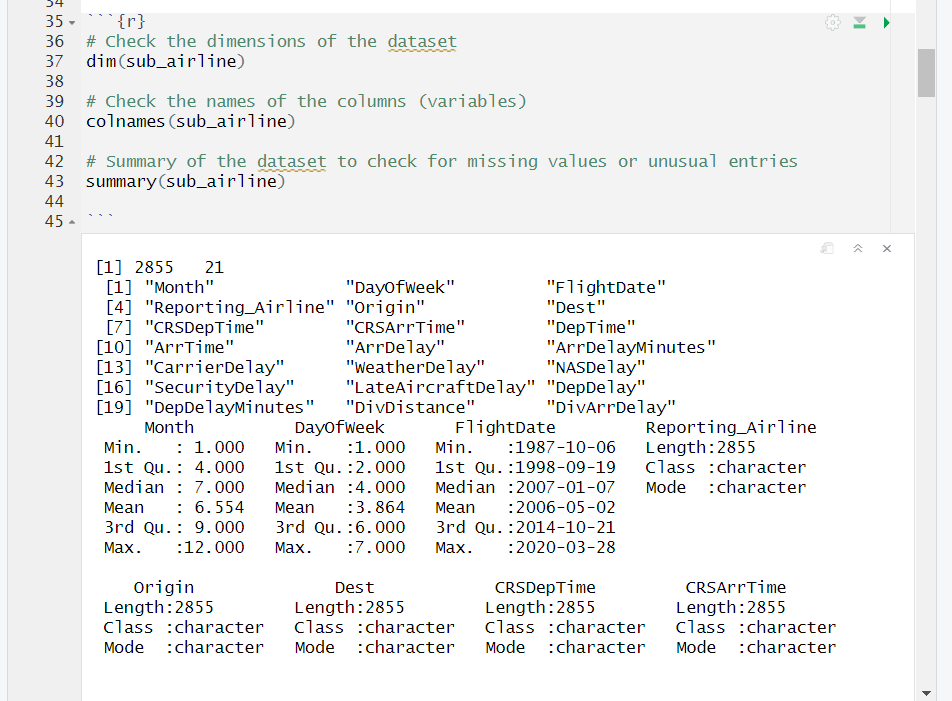 34
35 ```{r}
36 # Check the dimensions of the dataset
37 dim(sub_airline)
38
39 # Check the names of the columns (variables)
40 colnames(sub_airline)
41
42 # Summary of the dataset to check for missing values or unusual entries
43 summary(sub_airline)
44
45 ```
[1] 2855   21
 [1] "Month"             "DayOfWeek"         "FlightDate"
 [4] "Reporting_Airline" "Origin"            "Dest"
 [7] "CRSDepTime"        "CRSArrTime"        "DepTime"
[10] "ArrTime"           "ArrDelay"          "ArrDelayMinutes"
[13] "CarrierDelay"      "WeatherDelay"      "NASDelay"
[16] "SecurityDelay"     "LateAircraftDelay" "DepDelay"
[19] "DepDelayMinutes"   "DivDistance"       "DivArrDelay"
     Month          DayOfWeek       FlightDate         Reporting_Airline
 Min.   : 1.000   Min.   :1.000   Min.   :1987-10-06   Length:2855
 1st Qu.: 4.000   1st Qu.:2.000   1st Qu.:1998-09-19   Class :character
 Median : 7.000   Median :4.000   Median :2007-01-07   Mode  :character
 Mean   : 6.554   Mean   :3.864   Mean   :2006-05-02
 3rd Qu.: 9.000   3rd Qu.:6.000   3rd Qu.:2014-10-21
 Max.   :12.000   Max.   :7.000   Max.   :2020-03-28
    Origin              Dest            CRSDepTime         CRSArrTime
 Length:2855        Length:2855        Length:2855        Length:2855
 Class :character   Class :character   Class :character   Class :character
 Mode  :character   Mode  :character   Mode  :character   Mode  :character